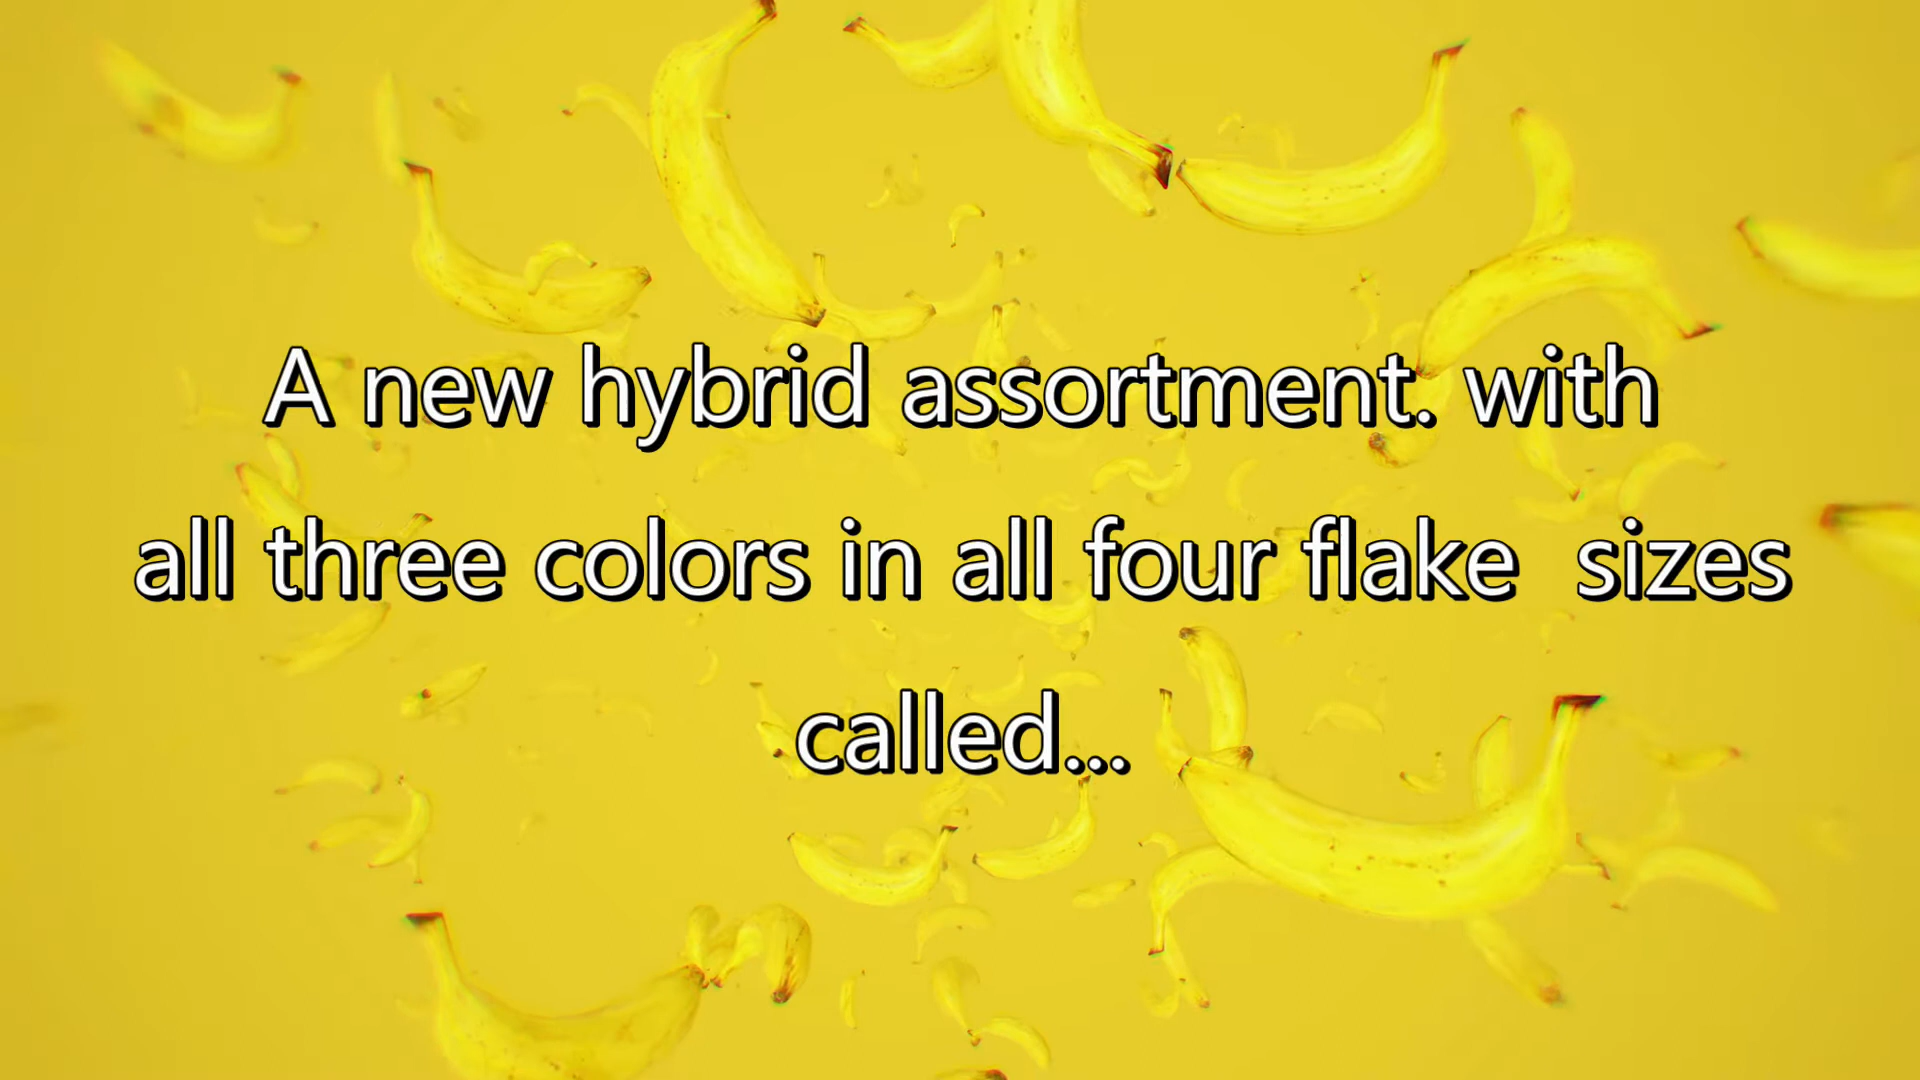 A new hybrid assortment. with
all three colors in all four flake  sizes
called...